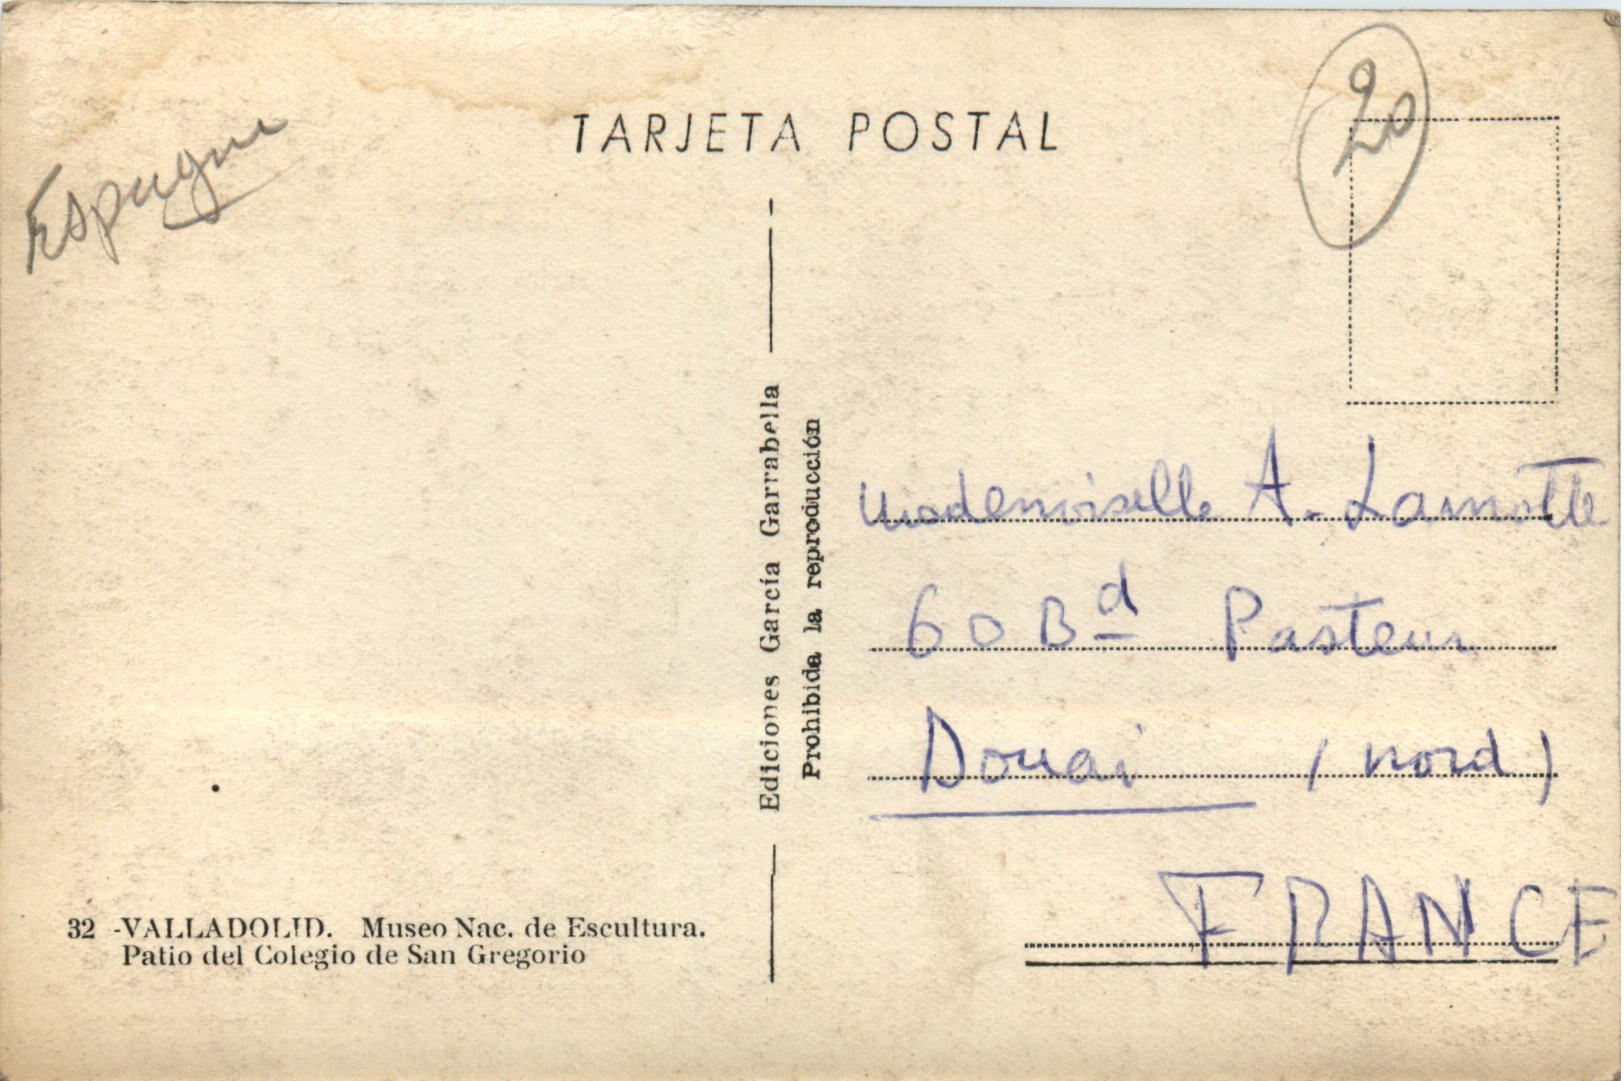 TARJETA POSTAL
Espagne
20
Mademoiselle A. Lamotte
60 Bd Pasteur
Douai (Nord)
FRANCE
Ediciones García Garrabella
Prohibida la reproducción
32 -VALLADOLID. Museo Nac. de Escultura.
Patio del Colegio de San Gregorio